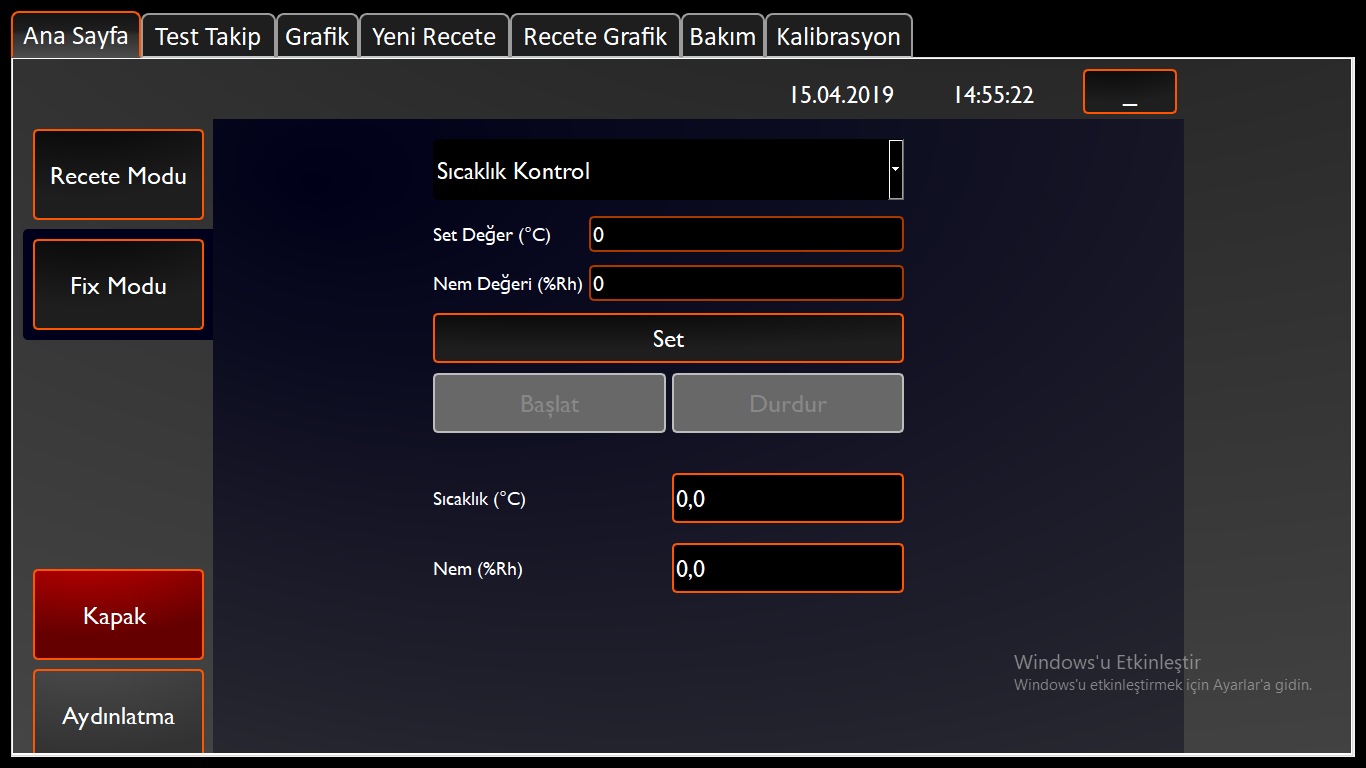 Ana Sayfa Test Takip Grafik Yeni Recete Recete Grafik Bakım Kalibrasyon
15.04.2019 14:55:22 _
Recete Modu
Fix Modu
Sıcaklık Kontrol
Set Değer (°C) 0
Nem Değeri (%Rh) 0
Set
Başlat Durdur
Sıcaklık (°C) 0,0
Nem (%Rh) 0,0
Kapak
Aydınlatma
Windows'u Etkinleştir
Windows'u etkinleştirmek için Ayarlar'a gidin.